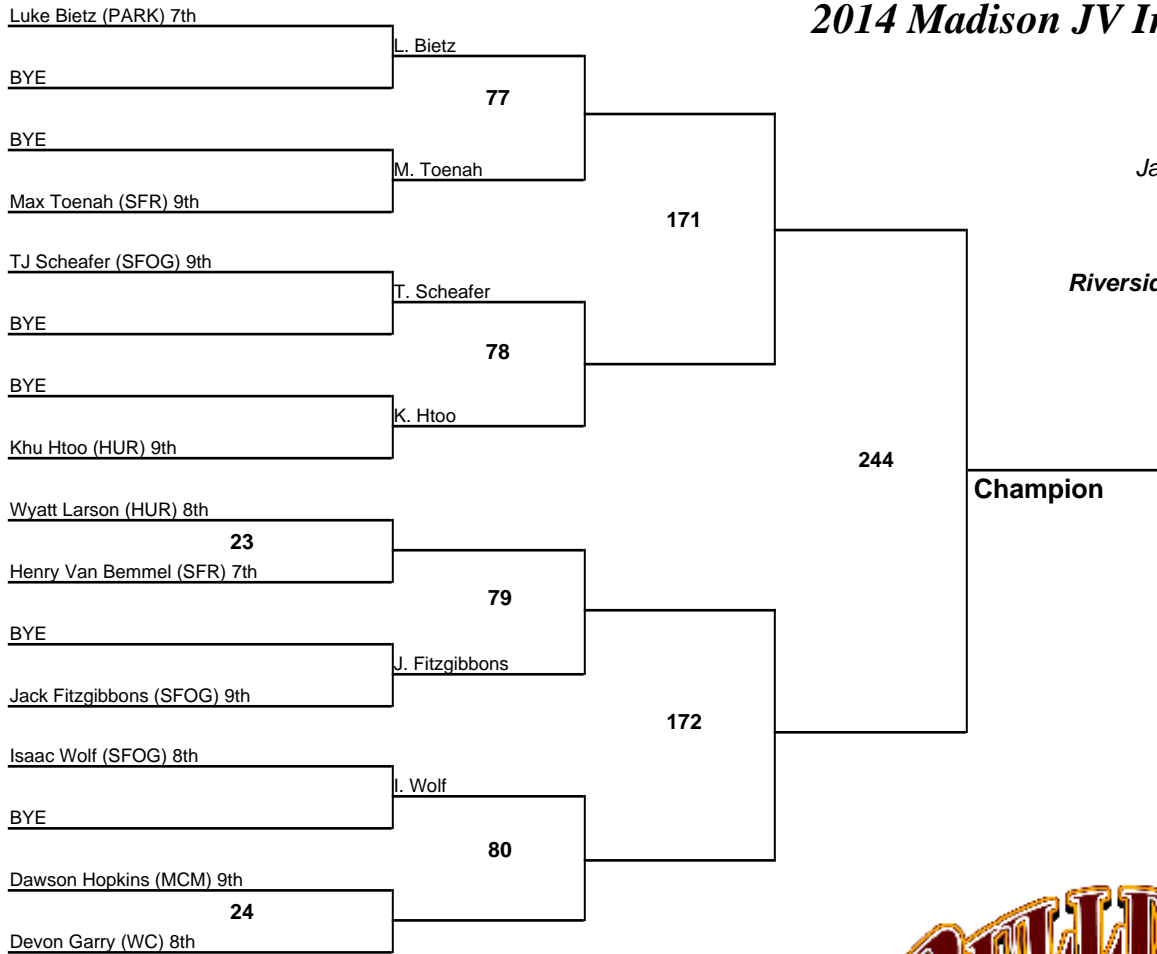 2014 Madison JV
Luke Bietz (PARK) 7th
L. Bietz
BYE
77
BYE
M. Toenah
Max Toenah (SFR) 9th
171
TJ Scheafer (SFOG) 9th
T. Scheafer
BYE
78
BYE
K. Htoo
Khu Htoo (HUR) 9th
244
Champion
Wyatt Larson (HUR) 8th
23
Henry Van Bemmel (SFR) 7th
79
BYE
J. Fitzgibbons
Jack Fitzgibbons (SFOG) 9th
172
Isaac Wolf (SFOG) 8th
I. Wolf
BYE
80
Dawson Hopkins (MCM) 9th
24
Devon Garry (WC) 8th